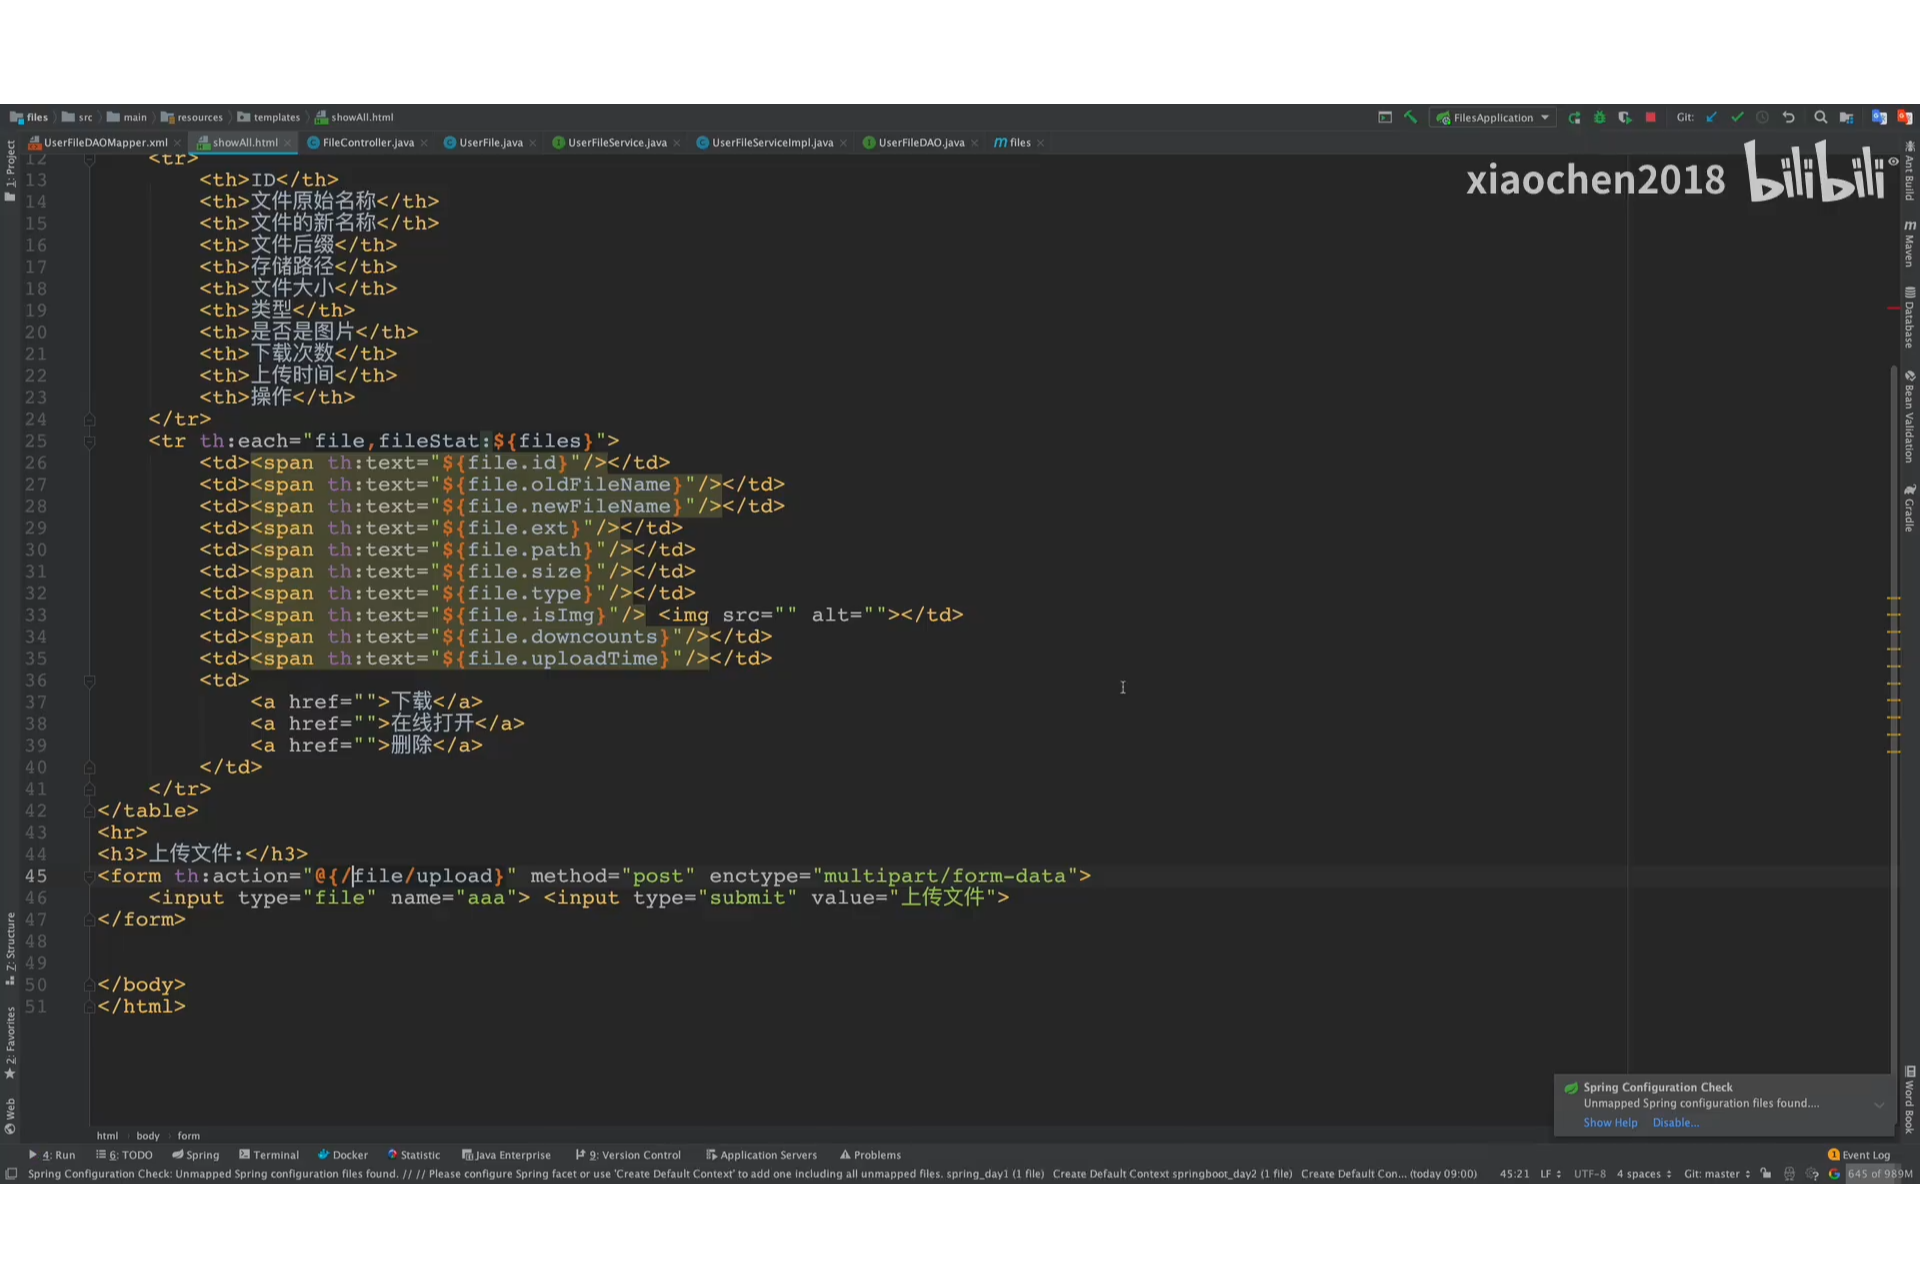 files src main resources templates showAll.html FilesApplication Git:
UserFileDAOMapper.xml showAll.html FileController.java UserFile.java UserFileService.java UserFileServiceImpl.java UserFileDAO.java files
xiaochen2018 bilibili
12 <tr>
13 <th>ID</th>
14 <th>文件原始名称</th>
15 <th>文件的新名称</th>
16 <th>文件后缀</th>
17 <th>存储路径</th>
18 <th>文件大小</th>
19 <th>类型</th>
20 <th>是否是图片</th>
21 <th>下载次数</th>
22 <th>上传时间</th>
23 <th>操作</th>
24 </tr>
25 <tr th:each="file,fileStat:${files}">
26 <td><span th:text="${file.id}"/></td>
27 <td><span th:text="${file.oldFileName}"/></td>
28 <td><span th:text="${file.newFileName}"/></td>
29 <td><span th:text="${file.ext}"/></td>
30 <td><span th:text="${file.path}"/></td>
31 <td><span th:text="${file.size}"/></td>
32 <td><span th:text="${file.type}"/></td>
33 <td><span th:text="${file.isImg}"/> <img src="" alt=""></td>
34 <td><span th:text="${file.downcounts}"/></td>
35 <td><span th:text="${file.uploadTime}"/></td>
36 <td>
37 <a href="">下载</a>
38 <a href="">在线打开</a>
39 <a href="">删除</a>
40 </td>
41 </tr>
42 </table>
43 <hr>
44 <h3>上传文件:</h3>
45 <form th:action="@{/file/upload}" method="post" enctype="multipart/form-data">
46 <input type="file" name="aaa"> <input type="submit" value="上传文件">
47 </form>
48
49
50 </body>
51 </html>
1: Project
Z: Structure
2: Favorites
Web
Ant Build
Maven
Database
Bean Validation
Gradle
Word Book
Spring Configuration Check
Unmapped Spring configuration files found....
Show Help Disable...
html body form
4: Run 6: TODO Spring Terminal Docker Statistic Java Enterprise 9: Version Control Application Servers Problems 1 Event Log
Spring Configuration Check: Unmapped Spring configuration files found. // // Please configure Spring facet or use 'Create Default Context' to add one including all unmapped files. spring_day1 (1 file) Create Default Context springboot_day2 (1 file) Create Default Con... (today 09:00) 45:21 LF UTF-8 4 spaces Git: master 645 of 989M